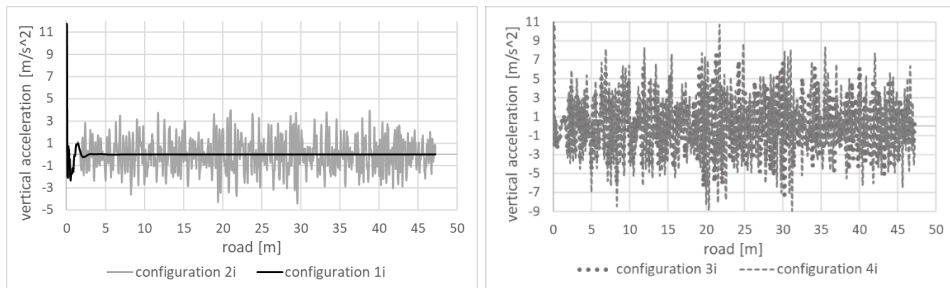 vertical acceleration [m/s^2]
11
9
7
5
3
1
-1
-3
-5
0 5 10 15 20 25 30 35 40 45 50
road [m]
configuration 2i configuration 1i
vertical acceleration [m/s^2]
11
9
7
5
3
1
-1
-3
-5
-7
-9
0 5 10 15 20 25 30 35 40 45 50
road [m]
configuration 3i configuration 4i